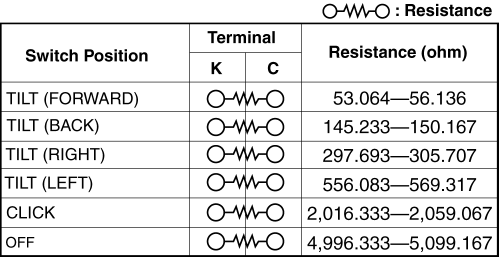 : Resistance
Switch Position Terminal Resistance (ohm)
K C
TILT (FORWARD) 53.064—56.136
TILT (BACK) 145.233—150.167
TILT (RIGHT) 297.693—305.707
TILT (LEFT) 556.083—569.317
CLICK 2,016.333—2,059.067
OFF 4,996.333—5,099.167